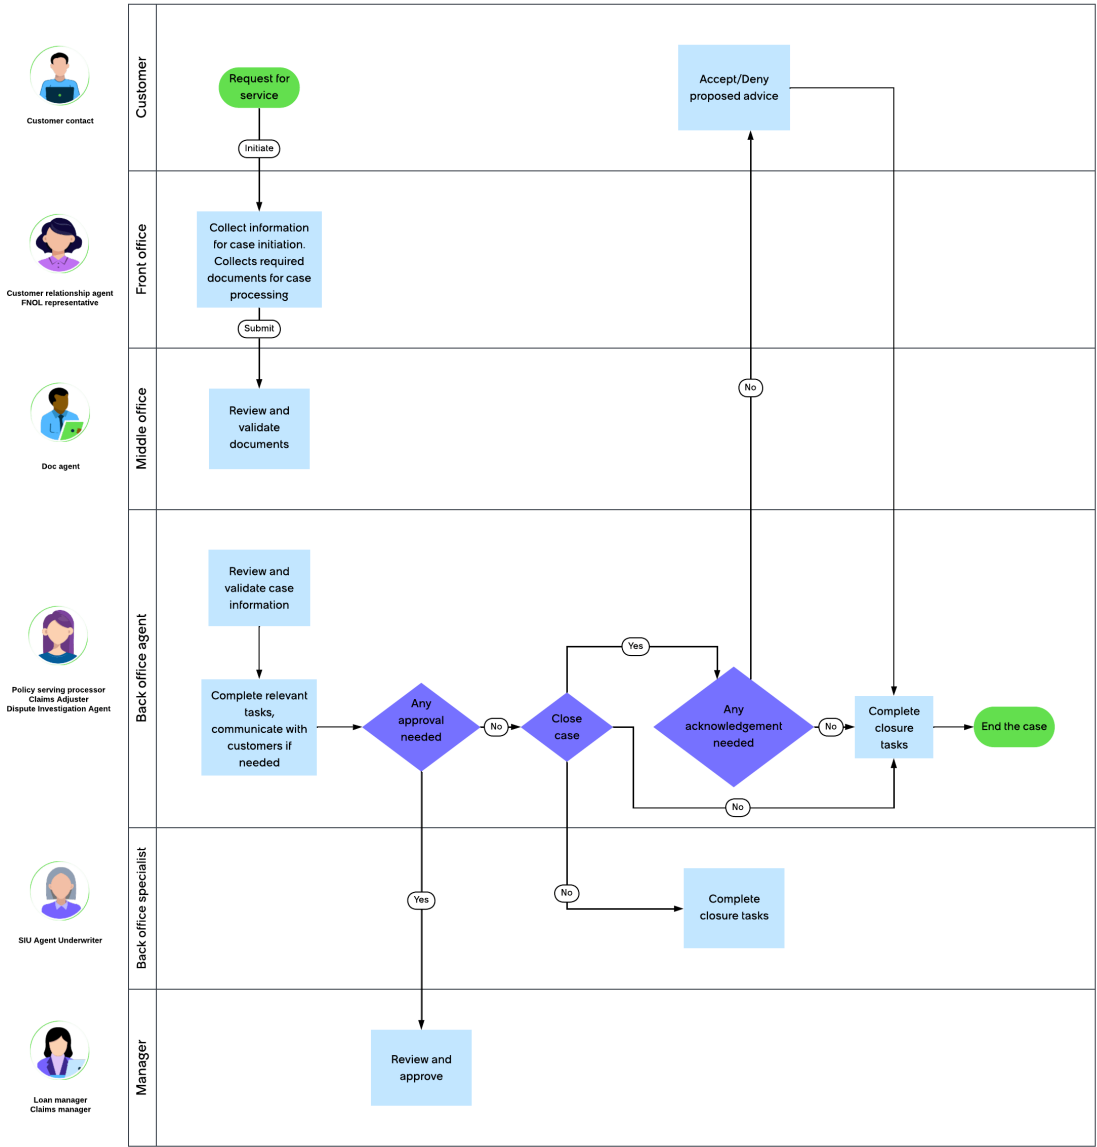 Customer contact
Customer
Request for
service
Accept/Deny
proposed advice
Initiate
Customer relationship agent
FNOL representative
Front office
Collect information
for case initiation.
Collects required
documents for case
processing
Submit
Doc agent
Middle office
Review and
validate
documents
No
Policy serving processor
Claims Adjuster
Dispute Investigation Agent
Back office agent
Review and
validate case
information
Complete relevant
tasks,
communicate with
customers if
needed
Any
approval
needed
No
Close
case
Yes
Any
acknowledgement
needed
No
Complete
closure
tasks
End the case
No
SIU Agent Underwriter
Back office specialist
Yes
No
Complete
closure tasks
Loan manager
Claims manager
Manager
Review and
approve